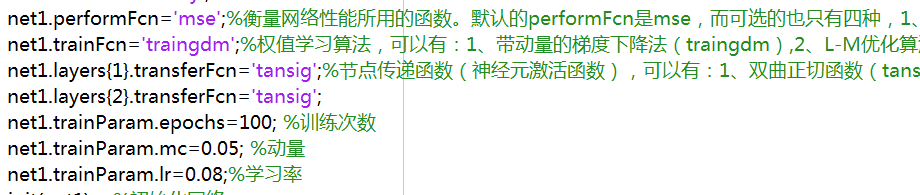 net1.performFcn='mse';%衡量网络性能所用的函数。默认的performFcn是mse，而可选的也只有四种，1、
net1.trainFcn='traingdm';%权值学习算法，可以有：1、带动量的梯度下降法（traingdm）,2、L-M优化算
net1.layers{1}.transferFcn='tansig';%节点传递函数（神经元激活函数），可以有：1、双曲正切函数（tans
net1.layers{2}.transferFcn='tansig';
net1.trainParam.epochs=100; %训练次数
net1.trainParam.mc=0.05; %动量
net1.trainParam.lr=0.08;%学习率